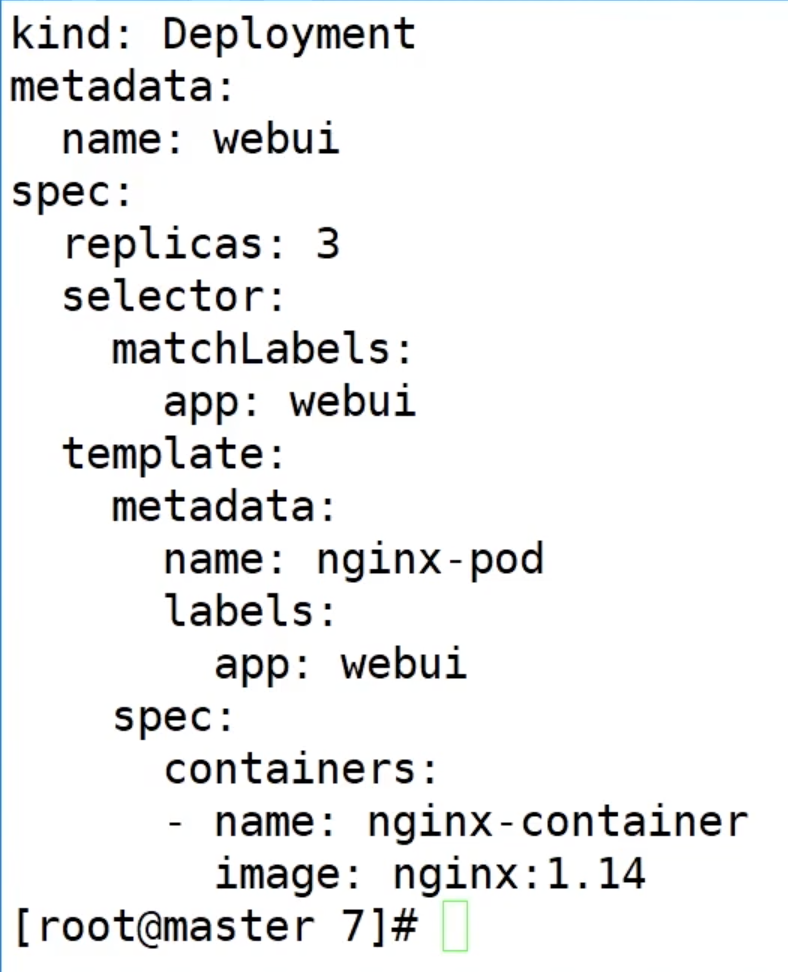 kind: Deployment
metadata:
  name: webui
spec:
  replicas: 3
  selector:
    matchLabels:
      app: webui
  template:
    metadata:
      name: nginx-pod
      labels:
        app: webui
    spec:
      containers:
      - name: nginx-container
        image: nginx:1.14
[root@master 7]#